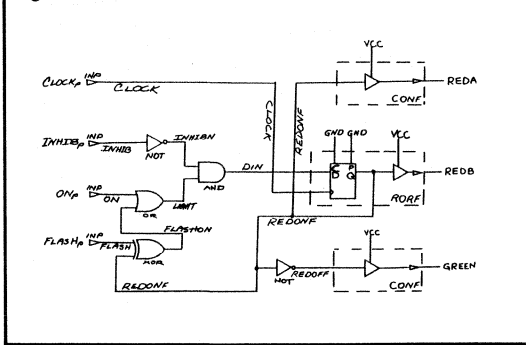 VCC
INP
CLOCKp
CLOCK
REDA
CONF
CLOCK
REDONF
INP
INHIBp
INHIB
NOT
INHIBN
AND
DIN
GND GND
VCC
D
P
Q
REDB
RORF
INP
ONp
ON
OR
LMMT
REDONF
FLASHON
INP
FLASHp
FLASH
XOR
REDONF
NOT
REDOFF
VCC
GREEN
CONF